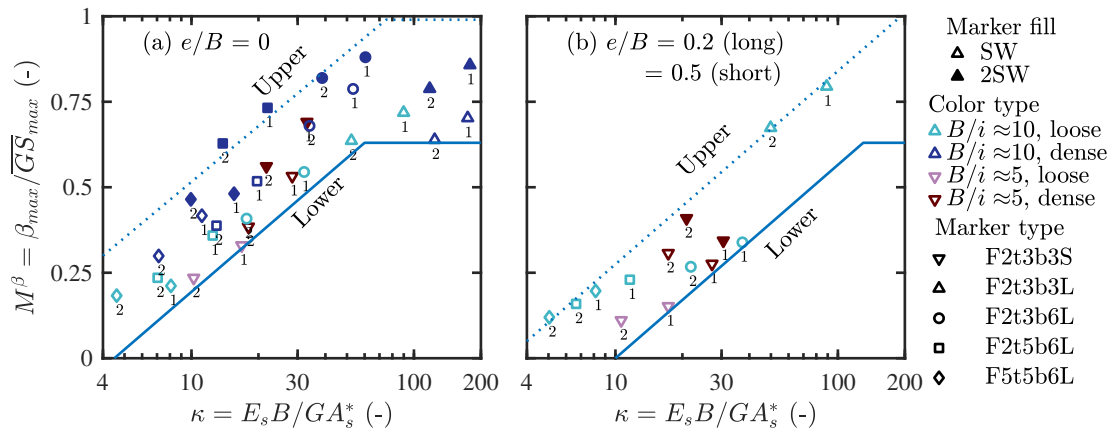 (a) e/B = 0
Upper
Lower
M^β = β_max/G̅S̅_max (-)
1
0.75
0.5
0.25
0
4
10
30
100
200
κ = E_sB/GA_s^* (-)
(b) e/B = 0.2 (long)
= 0.5 (short)
Upper
Lower
4
10
30
100
200
κ = E_sB/GA_s^* (-)
Marker fill
SW
2SW
Color type
B/i ≈10, loose
B/i ≈10, dense
B/i ≈5, loose
B/i ≈5, dense
Marker type
F2t3b3S
F2t3b3L
F2t3b6L
F2t5b6L
F5t5b6L